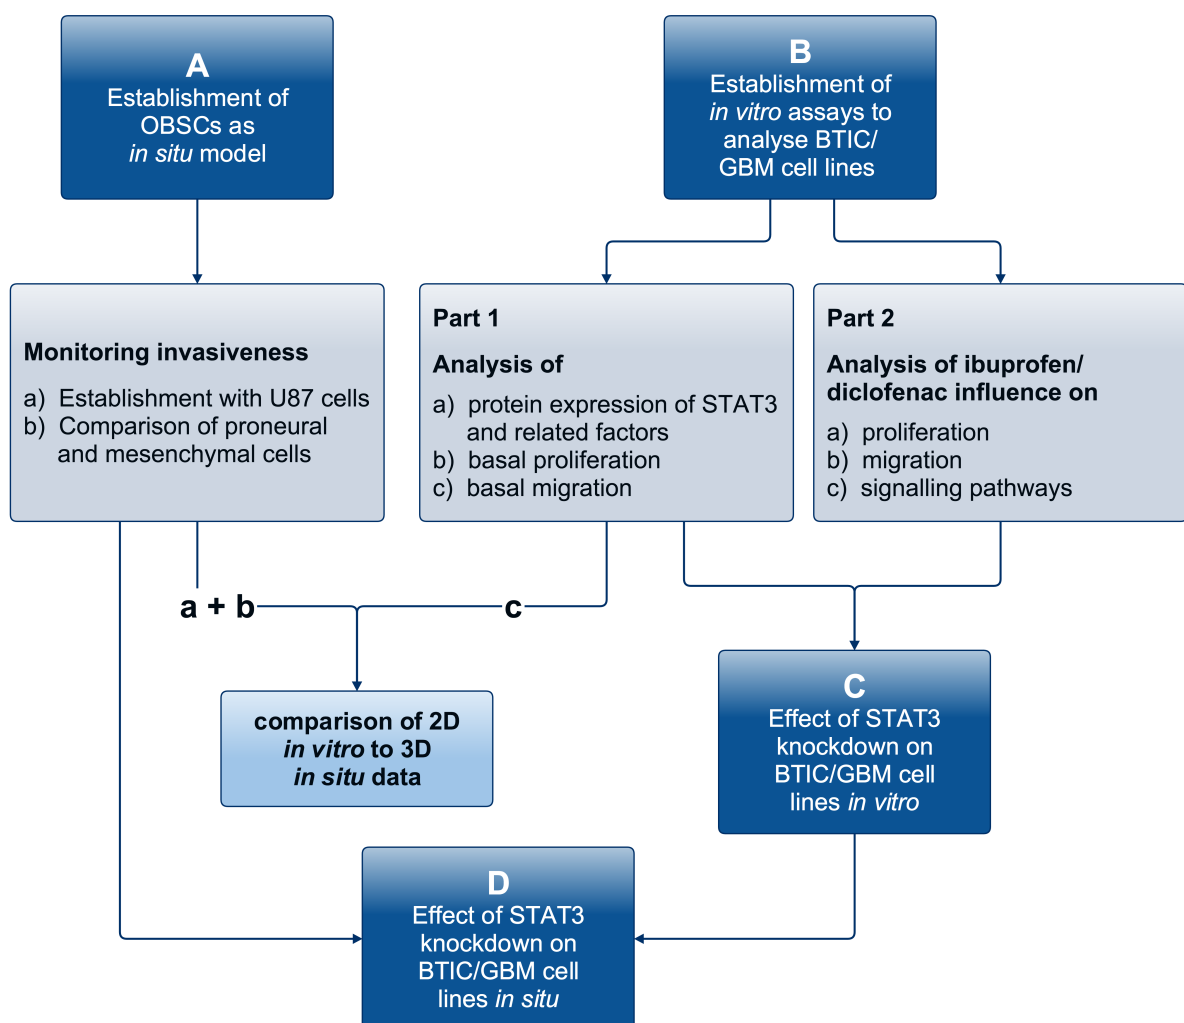 A
Establishment of
OBSCs as
in situ model
B
Establishment of
in vitro assays to
analyse BTIC/
GBM cell lines
Monitoring invasiveness
a) Establishment with U87 cells
b) Comparison of proneural
and mesenchymal cells
Part 1
Analysis of
a) protein expression of STAT3
and related factors
b) basal proliferation
c) basal migration
Part 2
Analysis of ibuprofen/
diclofenac influence on
a) proliferation
b) migration
c) signalling pathways
a + b
c
comparison of 2D
in vitro to 3D
in situ data
C
Effect of STAT3
knockdown on
BTIC/GBM cell
lines in vitro
D
Effect of STAT3
knockdown on
BTIC/GBM cell
lines in situ